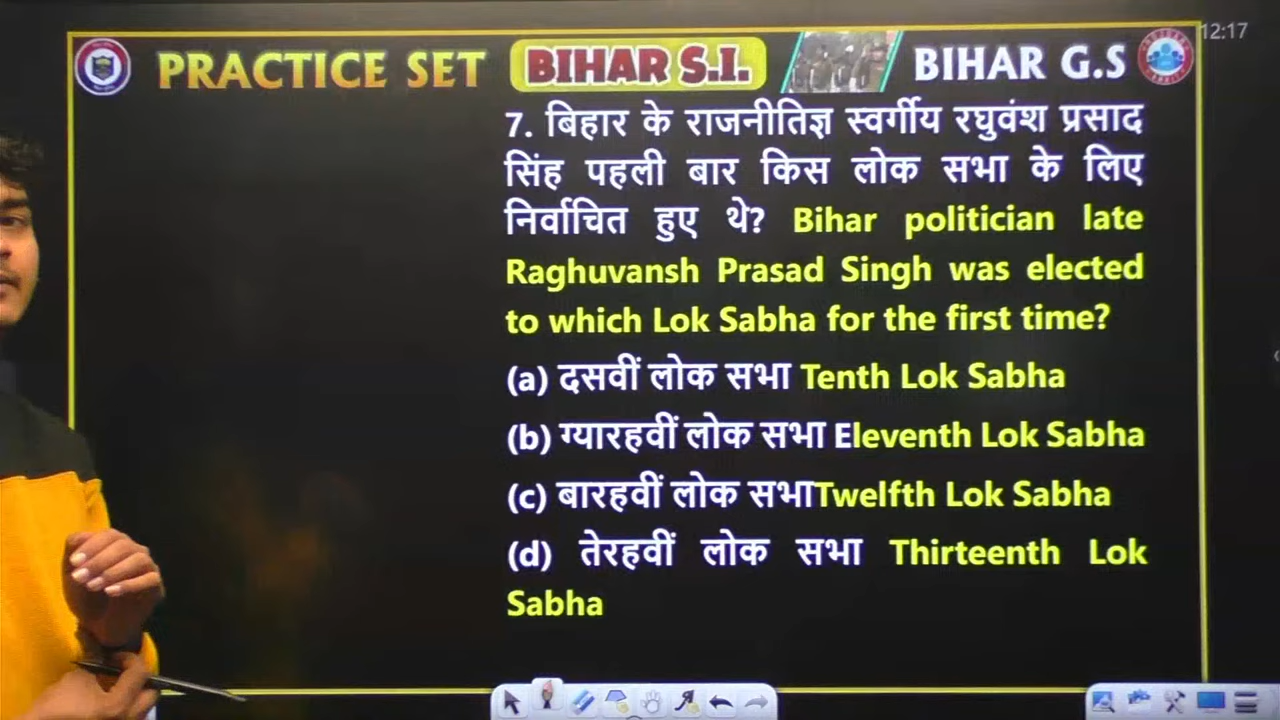 12:17
PRACTICE SET BIHAR S.I. BIHAR G.S
7. बिहार के राजनीतिज्ञ स्वर्गीय रघुवंश प्रसाद
सिंह पहली बार किस लोक सभा के लिए
निर्वाचित हुए थे? Bihar politician late
Raghuvansh Prasad Singh was elected
to which Lok Sabha for the first time?
(a) दसवीं लोक सभा Tenth Lok Sabha
(b) ग्यारहवीं लोक सभा Eleventh Lok Sabha
(c) बारहवीं लोक सभाTwelfth Lok Sabha
(d) तेरहवीं लोक सभा Thirteenth Lok
Sabha